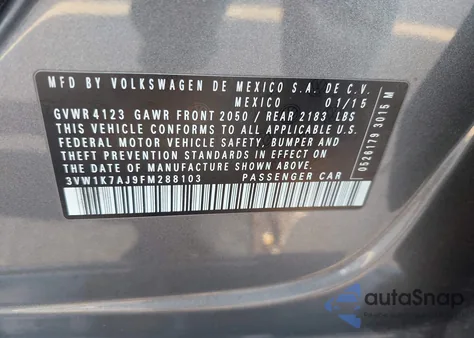 MFD BY VOLKSWAGEN DE MEXICO S.A. DE C.V.
MEXICO 01/15
GVWR 4123 GAWR FRONT 2050 / REAR 2183 LBS
THIS VEHICLE CONFORMS TO ALL APPLICABLE U.S.
FEDERAL MOTOR VEHICLE SAFETY, BUMPER AND
THEFT PREVENTION STANDARDS IN EFFECT ON
THE DATE OF MANUFACTURE SHOWN ABOVE.
3VW1K7AJ9FM288103 PASSENGER CAR
0526179 3015 M
autoSnap